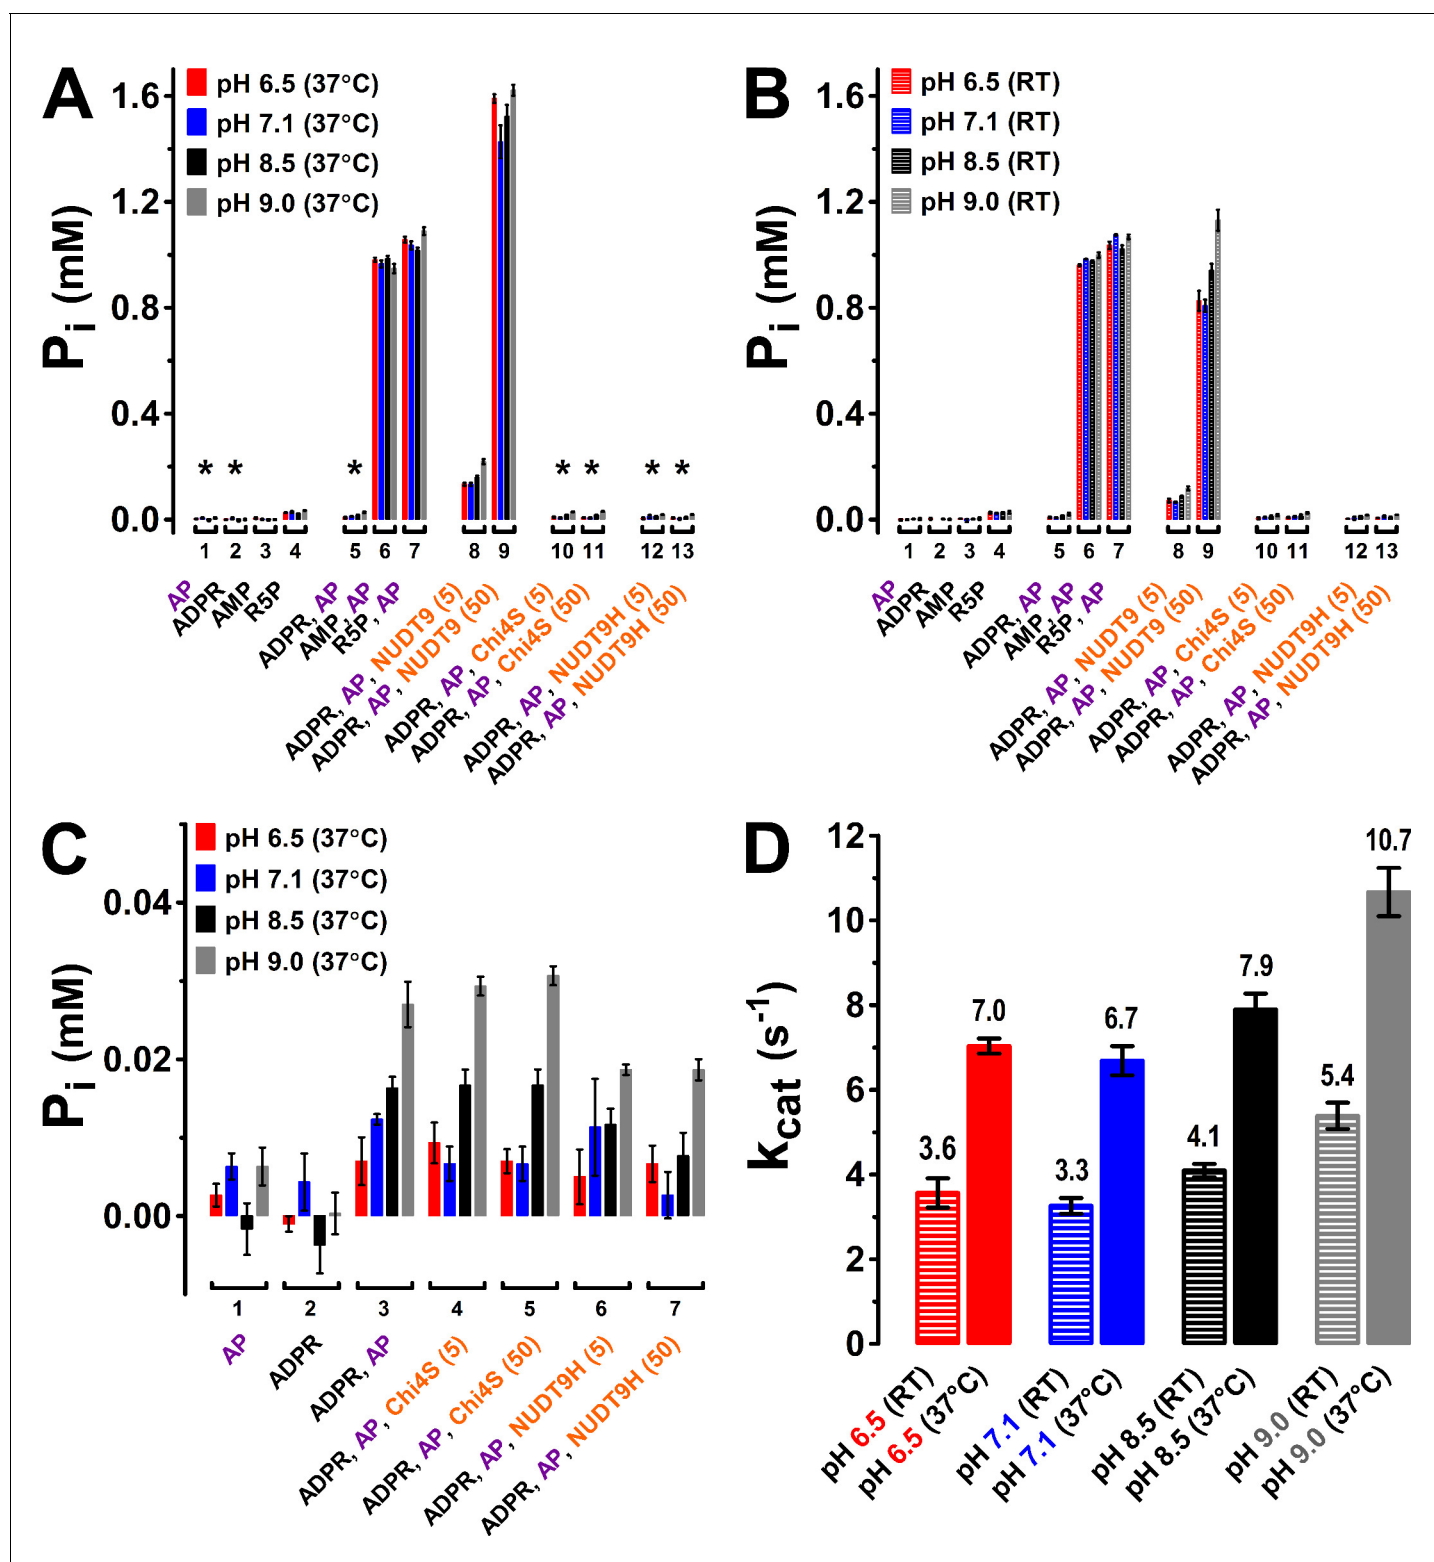 A
pH 6.5 (37°C)
pH 7.1 (37°C)
pH 8.5 (37°C)
pH 9.0 (37°C)
Pi (mM)
1.6
1.2
0.8
0.4
0.0
* * * * * * *
1 2 3 4 5 6 7 8 9 10 11 12 13
AP
ADPR
AMP
R5P
ADPR, AP
AMP, AP
R5P, AP
ADPR, AP, NUDT9 (5)
ADPR, AP, NUDT9 (50)
ADPR, AP, Chi4S (5)
ADPR, AP, Chi4S (50)
ADPR, AP, NUDT9H (5)
ADPR, AP, NUDT9H (50)
B
pH 6.5 (RT)
pH 7.1 (RT)
pH 8.5 (RT)
pH 9.0 (RT)
Pi (mM)
1.6
1.2
0.8
0.4
0.0
1 2 3 4 5 6 7 8 9 10 11 12 13
AP
ADPR
AMP
R5P
ADPR, AP
AMP, AP
R5P, AP
ADPR, AP, NUDT9 (5)
ADPR, AP, NUDT9 (50)
ADPR, AP, Chi4S (5)
ADPR, AP, Chi4S (50)
ADPR, AP, NUDT9H (5)
ADPR, AP, NUDT9H (50)
C
pH 6.5 (37°C)
pH 7.1 (37°C)
pH 8.5 (37°C)
pH 9.0 (37°C)
Pi (mM)
0.04
0.02
0.00
1 2 3 4 5 6 7
AP
ADPR
ADPR, AP
ADPR, AP, Chi4S (5)
ADPR, AP, Chi4S (50)
ADPR, AP, NUDT9H (5)
ADPR, AP, NUDT9H (50)
D
kcat (s-1)
12
10
8
6
4
2
0
3.6
7.0
3.3
6.7
4.1
7.9
5.4
10.7
pH 6.5 (RT)
pH 6.5 (37°C)
pH 7.1 (RT)
pH 7.1 (37°C)
pH 8.5 (RT)
pH 8.5 (37°C)
pH 9.0 (RT)
pH 9.0 (37°C)